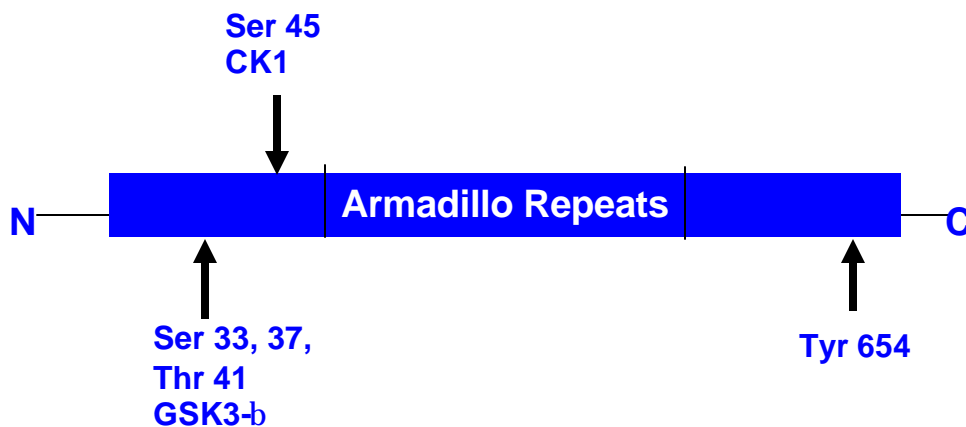 Ser 45
CK1
N
Armadillo Repeats
C
Ser 33, 37,
Thr 41
GSK3-b
Tyr 654